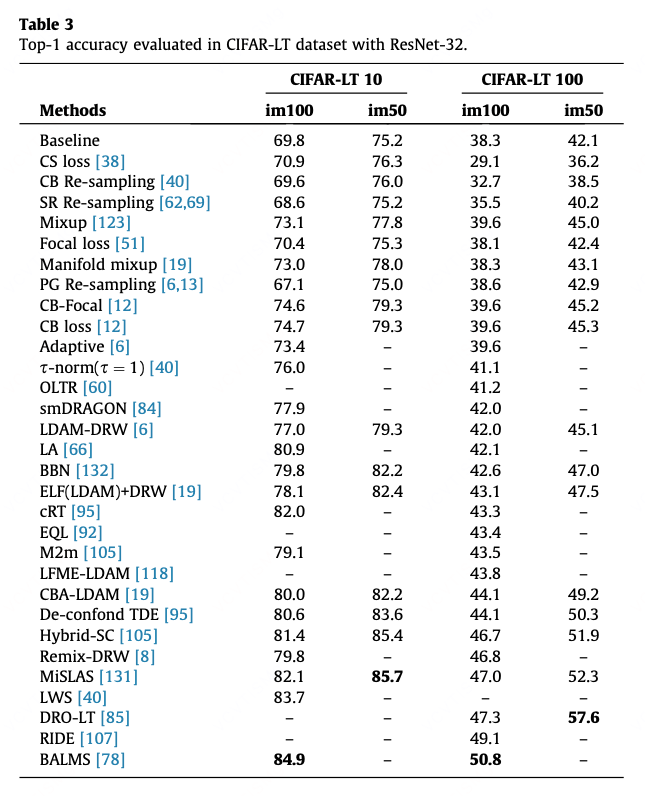 Table 3
Top-1 accuracy evaluated in CIFAR-LT dataset with ResNet-32.
CIFAR-LT 10 CIFAR-LT 100
Methods im100 im50 im100 im50
Baseline 69.8 75.2 38.3 42.1
CS loss [38] 70.9 76.3 29.1 36.2
CB Re-sampling [40] 69.6 76.0 32.7 38.5
SR Re-sampling [62,69] 68.6 75.2 35.5 40.2
Mixup [123] 73.1 77.8 39.6 45.0
Focal loss [51] 70.4 75.3 38.1 42.4
Manifold mixup [19] 73.0 78.0 38.3 43.1
PG Re-sampling [6,13] 67.1 75.0 38.6 42.9
CB-Focal [12] 74.6 79.3 39.6 45.2
CB loss [12] 74.7 79.3 39.6 45.3
Adaptive [6] 73.4 – 39.6 –
τ-norm(τ = 1) [40] 76.0 – 41.1 –
OLTR [60] – – 41.2 –
smDRAGON [84] 77.9 – 42.0 –
LDAM-DRW [6] 77.0 79.3 42.0 45.1
LA [66] 80.9 – 42.1 –
BBN [132] 79.8 82.2 42.6 47.0
ELF(LDAM)+DRW [19] 78.1 82.4 43.1 47.5
cRT [95] 82.0 – 43.3 –
EQL [92] – – 43.4 –
M2m [105] 79.1 – 43.5 –
LFME-LDAM [118] – – 43.8 –
CBA-LDAM [19] 80.0 82.2 44.1 49.2
De-confond TDE [95] 80.6 83.6 44.1 50.3
Hybrid-SC [105] 81.4 85.4 46.7 51.9
Remix-DRW [8] 79.8 – 46.8 –
MiSLAS [131] 82.1 85.7 47.0 52.3
LWS [40] 83.7 – – –
DRO-LT [85] – – 47.3 57.6
RIDE [107] – – 49.1 –
BALMS [78] 84.9 – 50.8 –